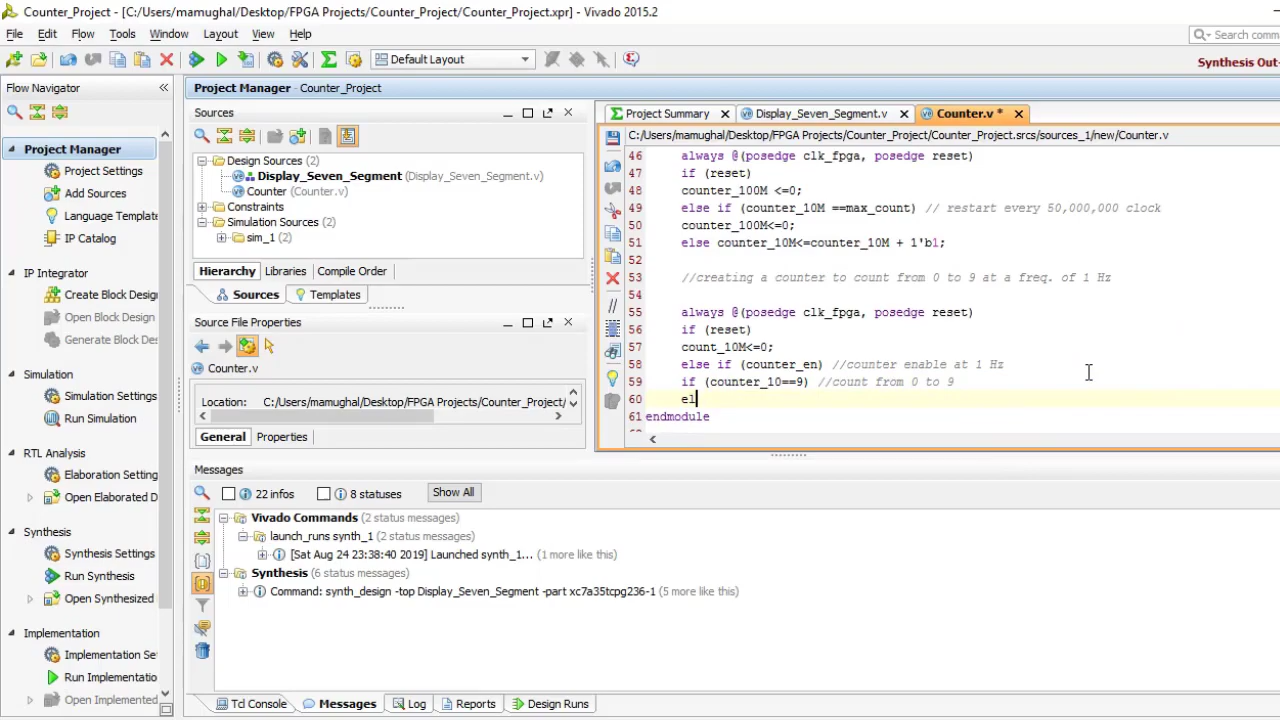 Counter_Project - [C:/Users/mamughal/Desktop/FPGA Projects/Counter_Project/Counter_Project.xpr] - Vivado 2015.2
File Edit Flow Tools Window Layout View Help
Search comm
Default Layout
Synthesis Out-
Flow Navigator
Project Manager
Project Settings
Add Sources
Language Templat
IP Catalog
IP Integrator
Create Block Desig
Open Block Design
Generate Block Des
Simulation
Simulation Settings
Run Simulation
RTL Analysis
Elaboration Setting
Open Elaborated D
Synthesis
Synthesis Settings
Run Synthesis
Open Synthesized
Implementation
Implementation Se
Run Implementatio
Open Implemented
Project Manager - Counter_Project
Sources
Design Sources (2)
Display_Seven_Segment (Display_Seven_Segment.v)
Counter (Counter.v)
Constraints
Simulation Sources (2)
sim_1 (2)
Hierarchy Libraries Compile Order
Sources Templates
Source File Properties
Counter.v
Location: C:/Users/mamughal/Desktop/FPGA Projects/Counter_Project/
General Properties
Project Summary Display_Seven_Segment.v Counter.v *
C:/Users/mamughal/Desktop/FPGA Projects/Counter_Project/Counter_Project.srcs/sources_1/new/Counter.v
46 always @(posedge clk_fpga, posedge reset)
47 if (reset)
48 counter_100M <=0;
49 else if (counter_10M ==max_count) // restart every 50,000,000 clock
50 counter_100M<=0;
51 else counter_10M<=counter_10M + 1'b1;
52
53 //creating a counter to count from 0 to 9 at a freq. of 1 Hz
54
55 always @(posedge clk_fpga, posedge reset)
56 if (reset)
57 count_10M<=0;
58 else if (counter_en) //counter enable at 1 Hz
59 if (counter_10==9) //count from 0 to 9
60 el
61 endmodule
Messages
22 infos 8 statuses Show All
Vivado Commands (2 status messages)
launch_runs synth_1 (2 status messages)
[Sat Aug 24 23:38:40 2019] Launched synth_1... (1 more like this)
Synthesis (6 status messages)
Command: synth_design -top Display_Seven_Segment -part xc7a35tcpg236-1 (5 more like this)
Tcl Console Messages Log Reports Design Runs